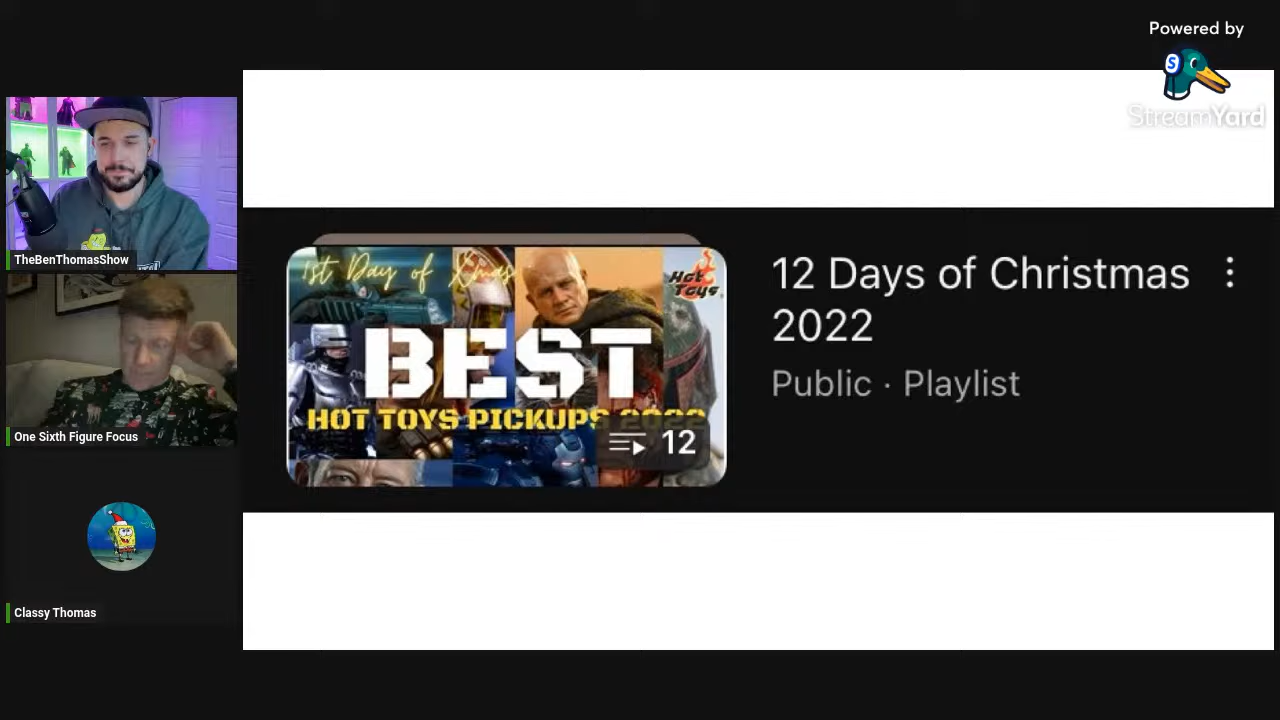 Powered by
S
StreamYard
TheBenThomasShow
One Sixth Figure Focus
Classy Thomas
1st Day of Xmas
HOT
TOYS
BEST
HOT TOYS PICKUPS 2022
12
12 Days of Christmas
2022
Public · Playlist